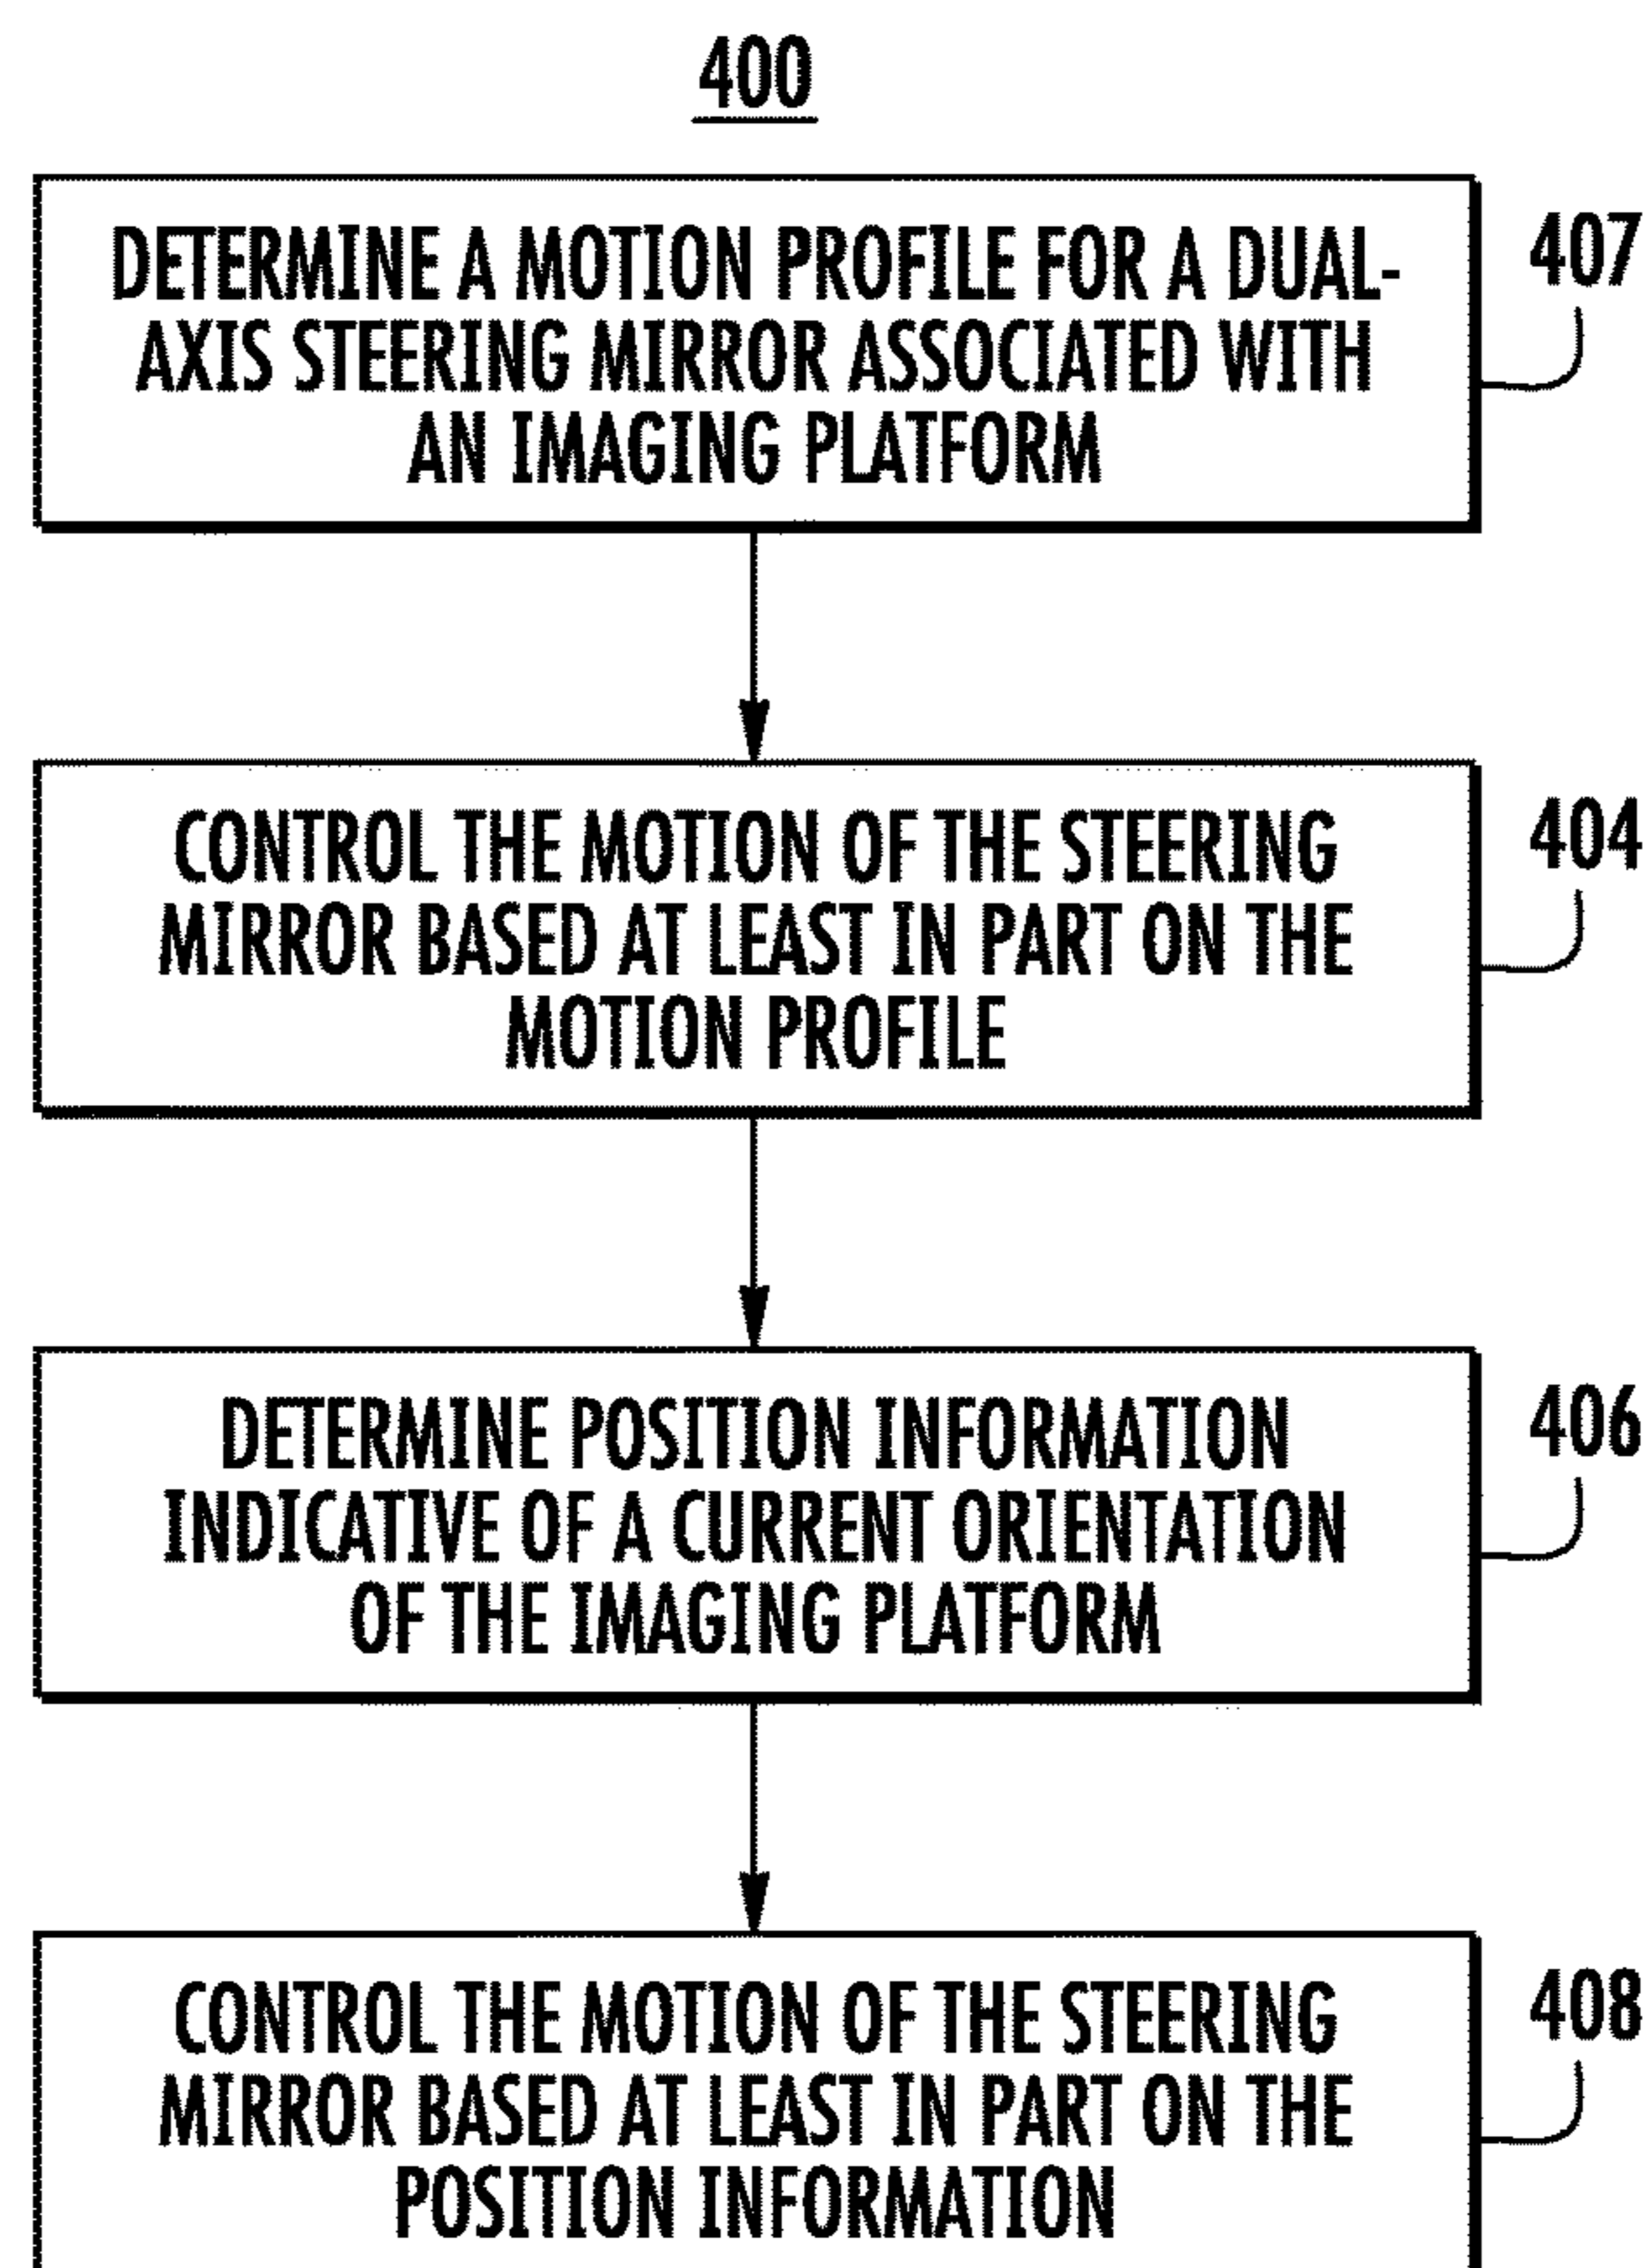 400
DETERMINE A MOTION PROFILE FOR A DUAL-
AXIS STEERING MIRROR ASSOCIATED WITH
AN IMAGING PLATFORM
407
CONTROL THE MOTION OF THE STEERING
MIRROR BASED AT LEAST IN PART ON THE
MOTION PROFILE
404
DETERMINE POSITION INFORMATION
INDICATIVE OF A CURRENT ORIENTATION
OF THE IMAGING PLATFORM
406
CONTROL THE MOTION OF THE STEERING
MIRROR BASED AT LEAST IN PART ON THE
POSITION INFORMATION
408